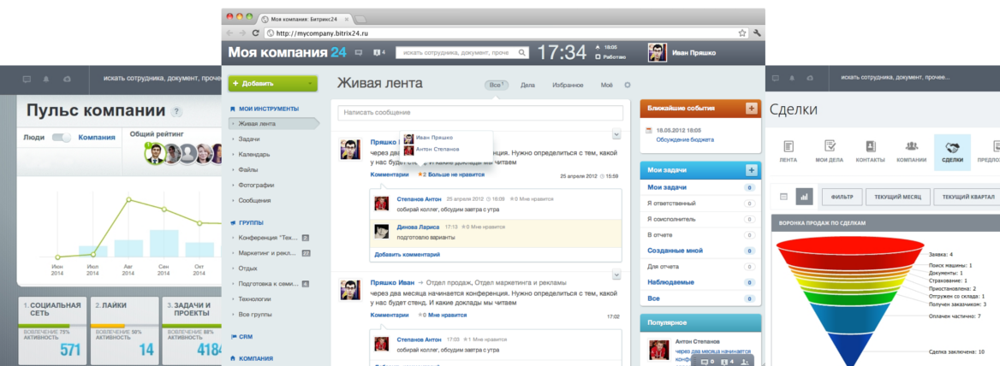 Моя компания: Битрикс24
http://mycompany.bitrix24.ru
Моя компания 24
4
искать сотрудника, документ, проче
17:34
18:05
Работаю
Иван Пряшко
искать сотрудника, документ, прочее
Пульс компании ?
Люди Компания
Общий рейтинг
1
Июн Июл Авг Сен Окт
2014 2014 2014 2014 2014
1. СОЦИАЛЬНАЯ СЕТЬ
ВОВЛЕЧЕНИЕ 75%
АКТИВНОСТЬ
571
2. ЛАЙКИ
ВОВЛЕЧЕНИЕ 50%
АКТИВНОСТЬ
14
3. ЗАДАЧИ И ПРОЕКТЫ
ВОВЛЕЧЕНИЕ 88%
АКТИВНОСТЬ
4184
+ Добавить
МОИ ИНСТРУМЕНТЫ
Живая лента
Задачи
Календарь
Файлы
Фотографии
Сообщения
ГРУППЫ
Конференция "Тех...
Маркетинг и рекл...
Отдых
Подготовка к семи... 4
Технологии
Все группы
CRM
КОМПАНИЯ
Живая лента
Все Дела Избранное Моё
Написать сообщение
Пряшко
Иван Пряшко
Антон Степанов
через два нция. Нужно определиться с тем, какой
у нас будет стенд. И какие доклады мы читаем
Комментарии 2 Больше не нравится
25 апреля 2012 15:59
Степанов Антон 25 апреля 2012 16:09 0 Мне нравится
собирай коллег, обсудим завтра с утра
Динова Лариса 17:13 0 Мне нравится
подготовлю варианты
Добавить комментарий
Пряшко Иван → Отдел продаж, Отдел маркетинга и рекламы
через два месяца начинается конференция. Нужно определиться с тем, какой
у нас будет стенд. И какие доклады мы читаем
Комментарии 0 Мне нравится
17:02
Степанов Антон 17:03 1 Мне нравится
собирай коллег, обсудим завтра с утра
Ближайшие события +
18.05.2012 18:05
Обсуждение бюджета
Мои задачи +
Мои задачи 0
Я ответственный 0
Я соисполнитель 0
В отчете 0
Созданные мной 0
Для отчета 0
Наблюдаемые 0
Все 0
Популярное
Антон Степанов
через два месяца начинается
0 4
искать сотрудника, документ, прочее...
Сделки
ЛЕНТА
МОИ ДЕЛА
КОНТАКТЫ
КОМПАНИИ
СДЕЛКИ
ПРЕДЛО
ФИЛЬТР
ТЕКУЩИЙ МЕСЯЦ
ТЕКУЩИЙ КВАРТАЛ
ВОРОНКА ПРОДАЖ ПО СДЕЛКАМ
Заявка: 4
Поиск машины: 1
Документы: 1
Страхование: 1
Приостановлена: 2
Отгружен со склада: 1
Получен заказчиком: 3
Оплачен частично: 7
Сделка заключена: 10